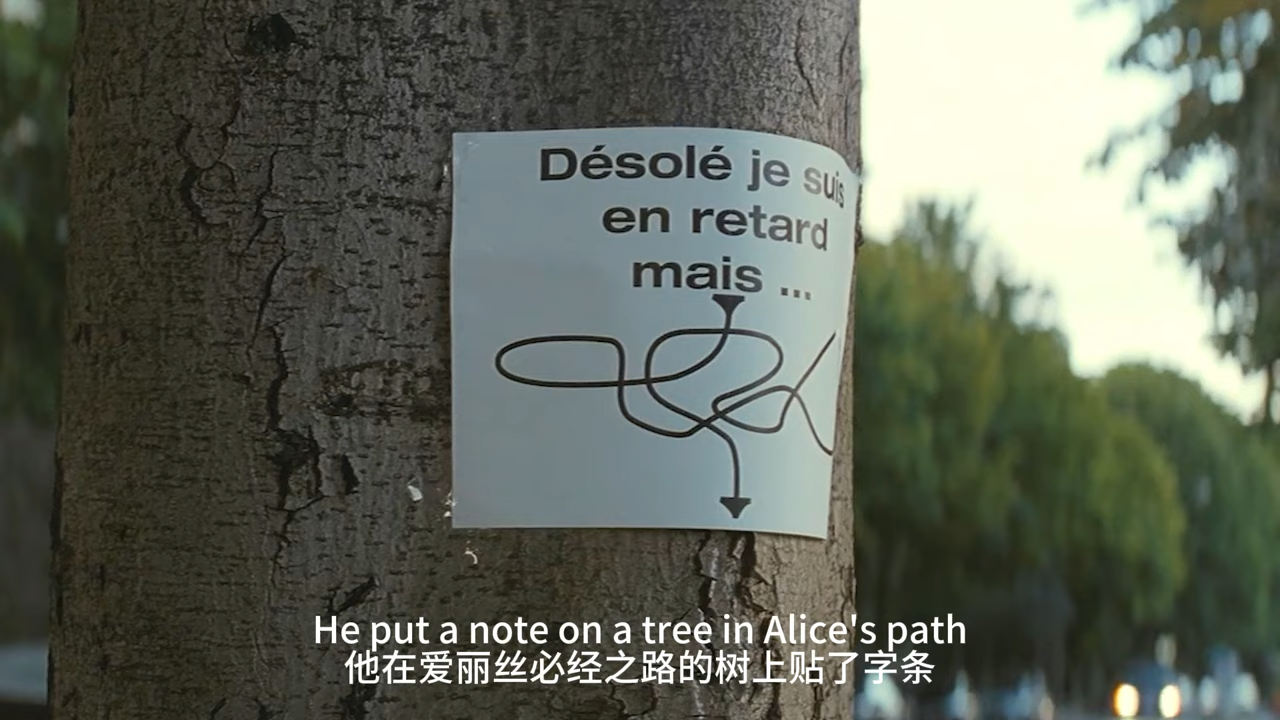 Désolé je suis
en retard
mais ...
He put a note on a tree in Alice's path
他在爱丽丝必经之路的树上贴了字条